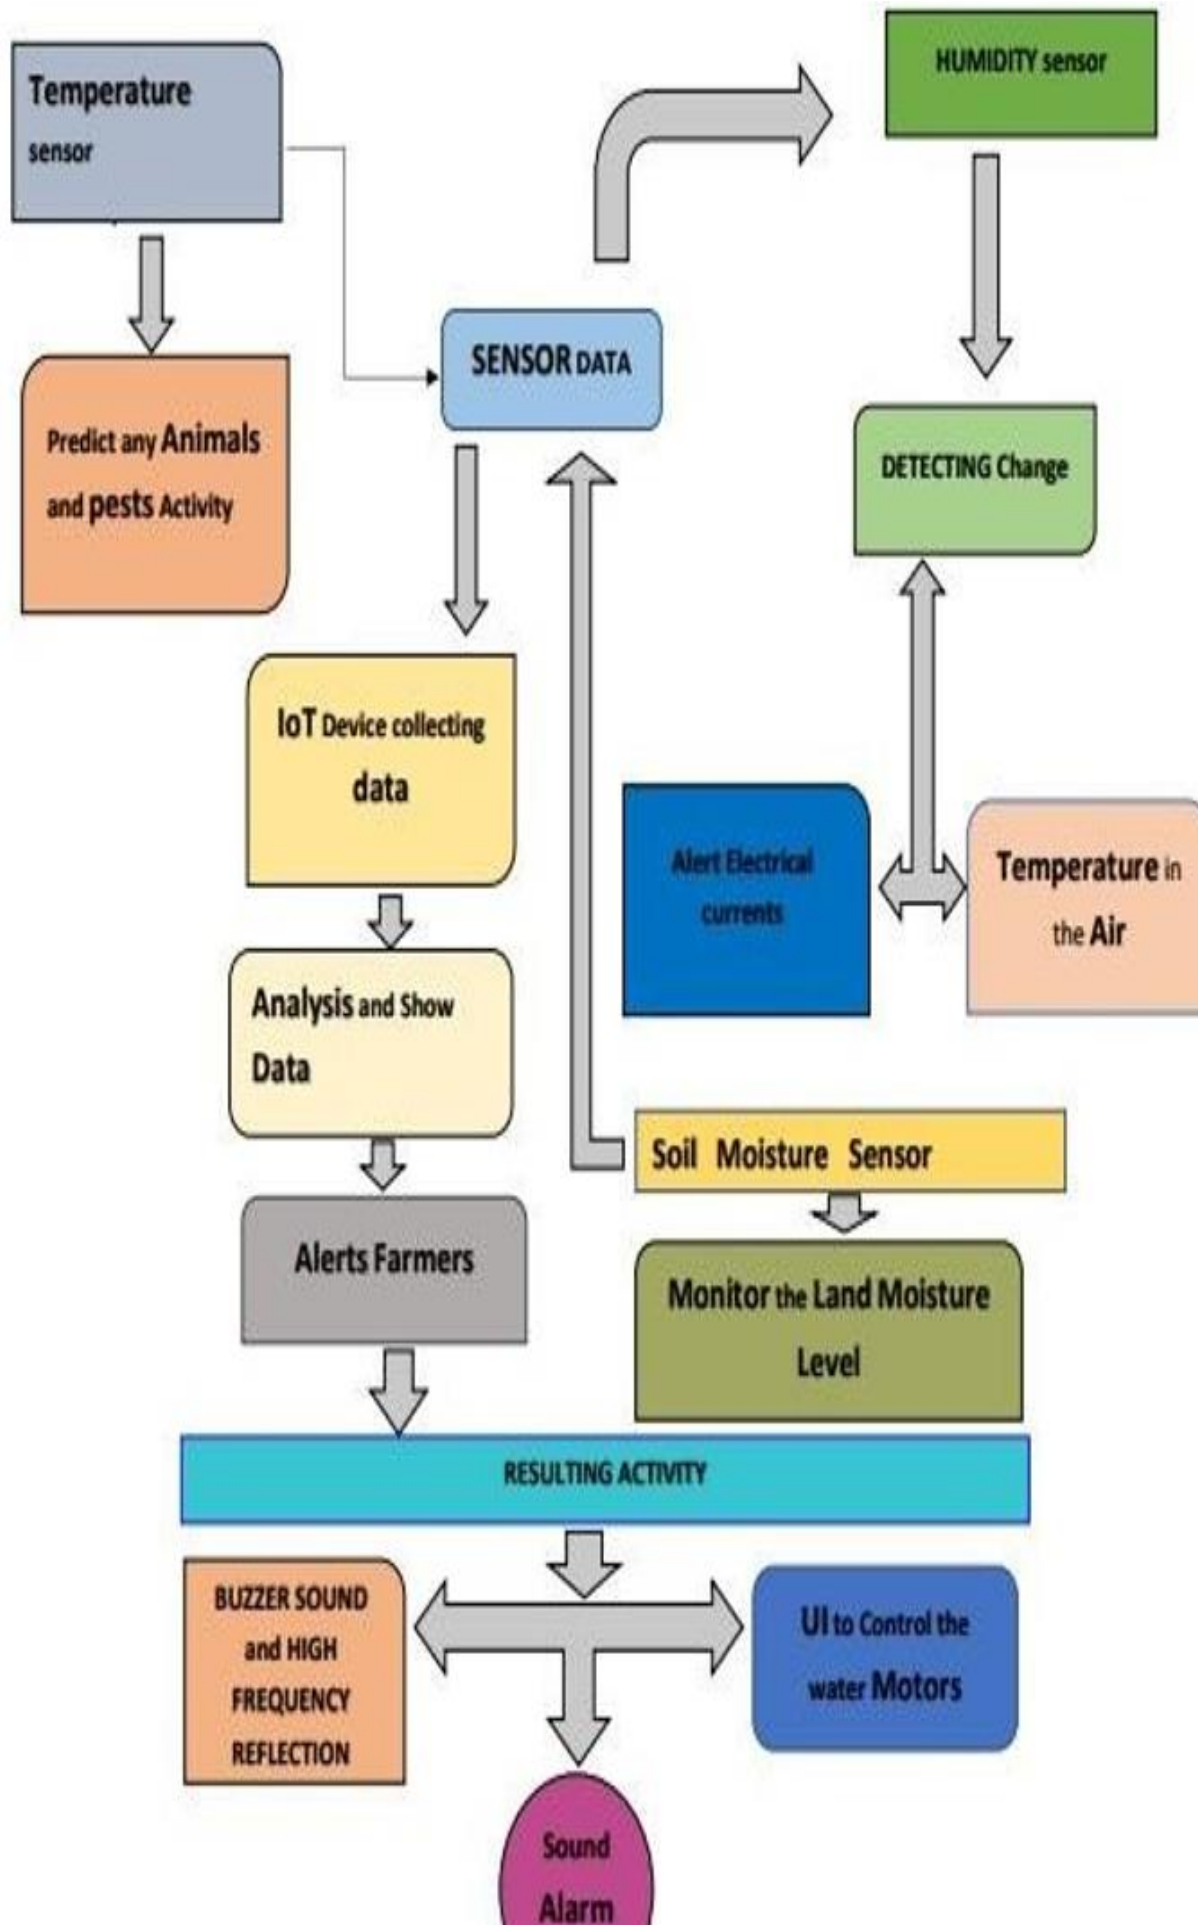 Temperature
sensor
HUMIDITY sensor
SENSOR DATA
Predict any Animals
and pests Activity
DETECTING Change
IoT Device collecting
data
Alert Electrical
currents
Temperature in
the Air
Analysis and Show
Data
Soil Moisture Sensor
Alerts Farmers
Monitor the Land Moisture
Level
RESULTING ACTIVITY
BUZZER SOUND
and HIGH
FREQUENCY
REFLECTION
UI to Control the
water Motors
Sound
Alarm